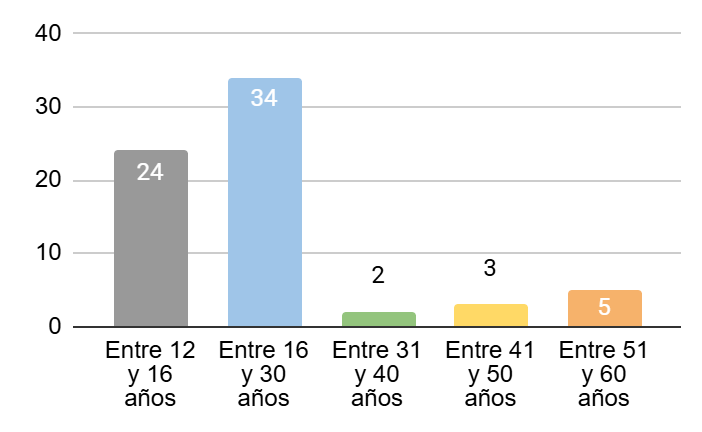 40
30
20
10
0
24
34
2
3
5
Entre 12
y 16
años
Entre 16
y 30
años
Entre 31
y 40
años
Entre 41
y 50
años
Entre 51
y 60
años